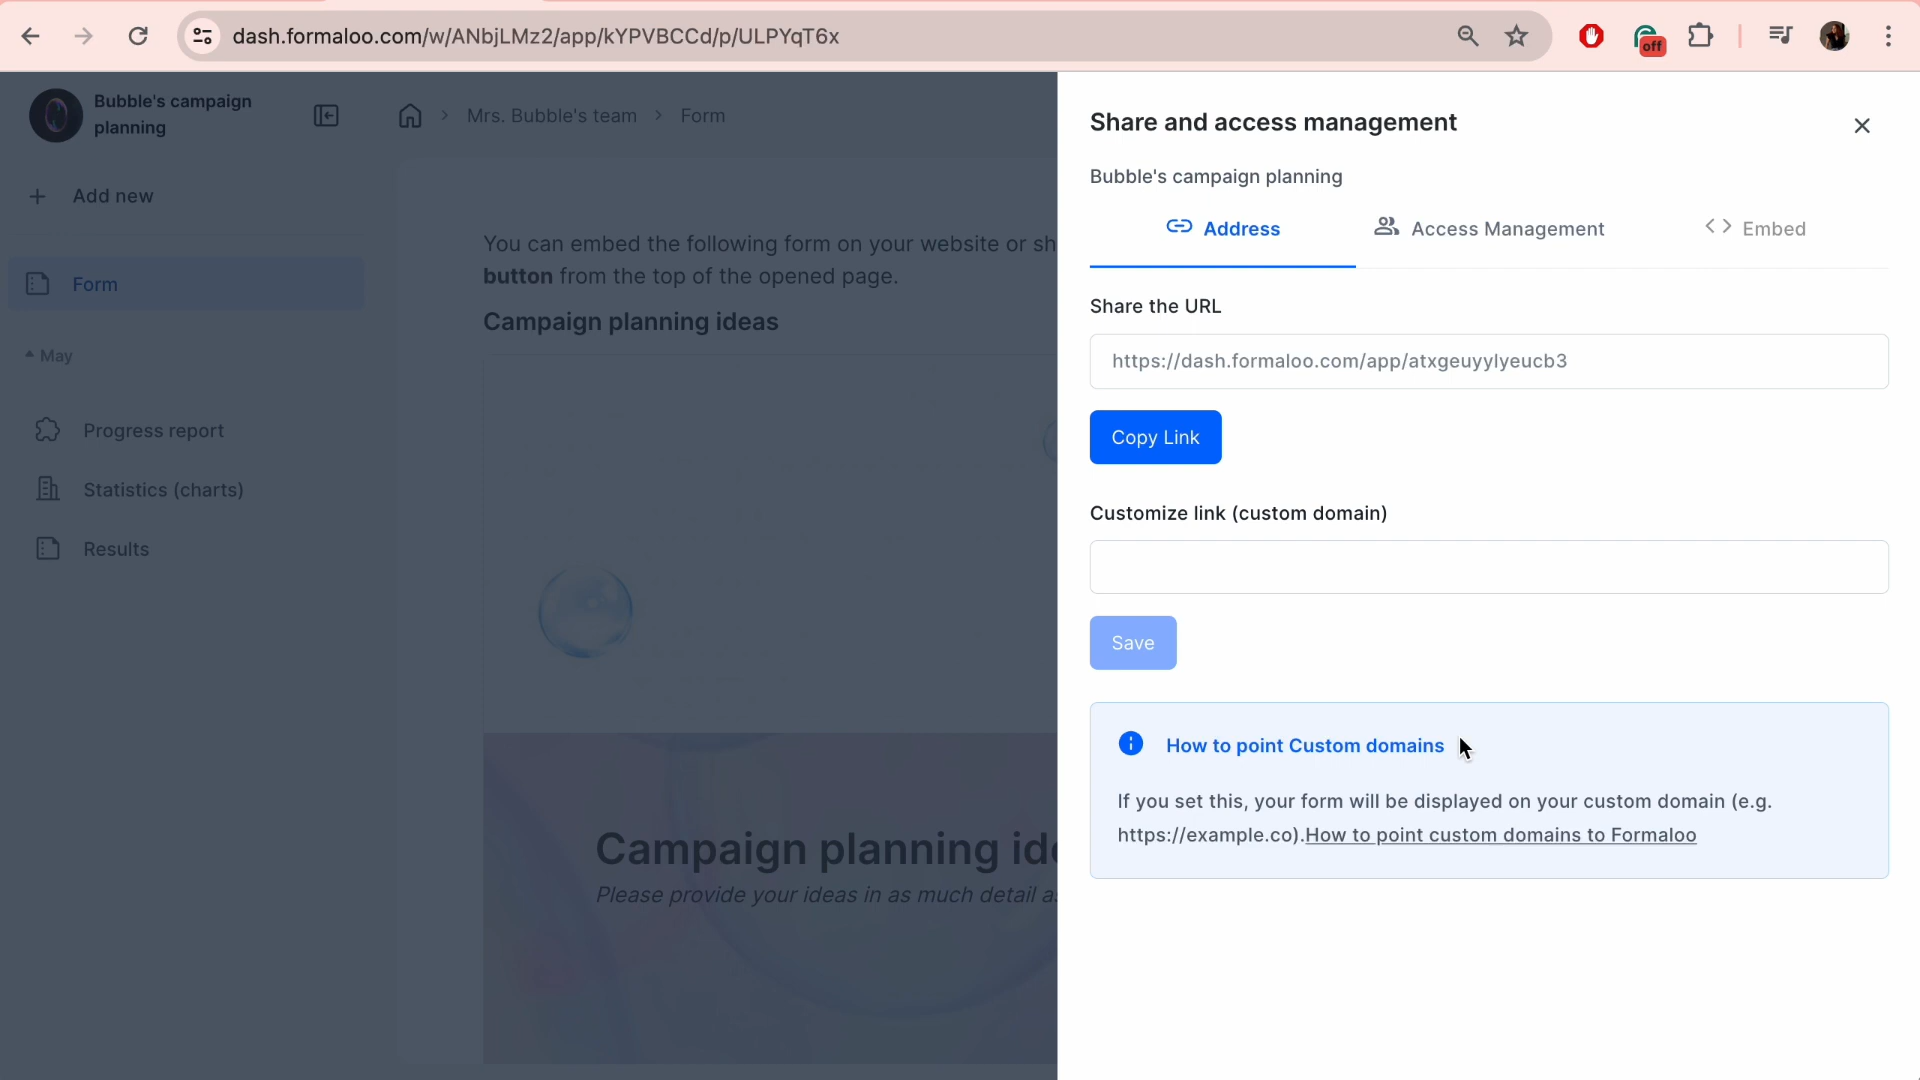 dash.formaloo.com/w/ANbjLMz2/app/kYPVBCCd/p/ULPYqT6x
off
Bubble's campaign
planning
Mrs. Bubble's team
Form
Add new
Form
May
Progress report
Statistics (charts)
Results
You can embed the following form on your website or sh
button from the top of the opened page.
Campaign planning ideas
Campaign planning ide
Please provide your ideas in as much detail as
Share and access management
Bubble's campaign planning
Address
Access Management
Embed
Share the URL
https://dash.formaloo.com/app/atxgeuyylyeucb3
Copy Link
Customize link (custom domain)
Save
How to point Custom domains
If you set this, your form will be displayed on your custom domain (e.g.
https://example.co).How to point custom domains to Formaloo